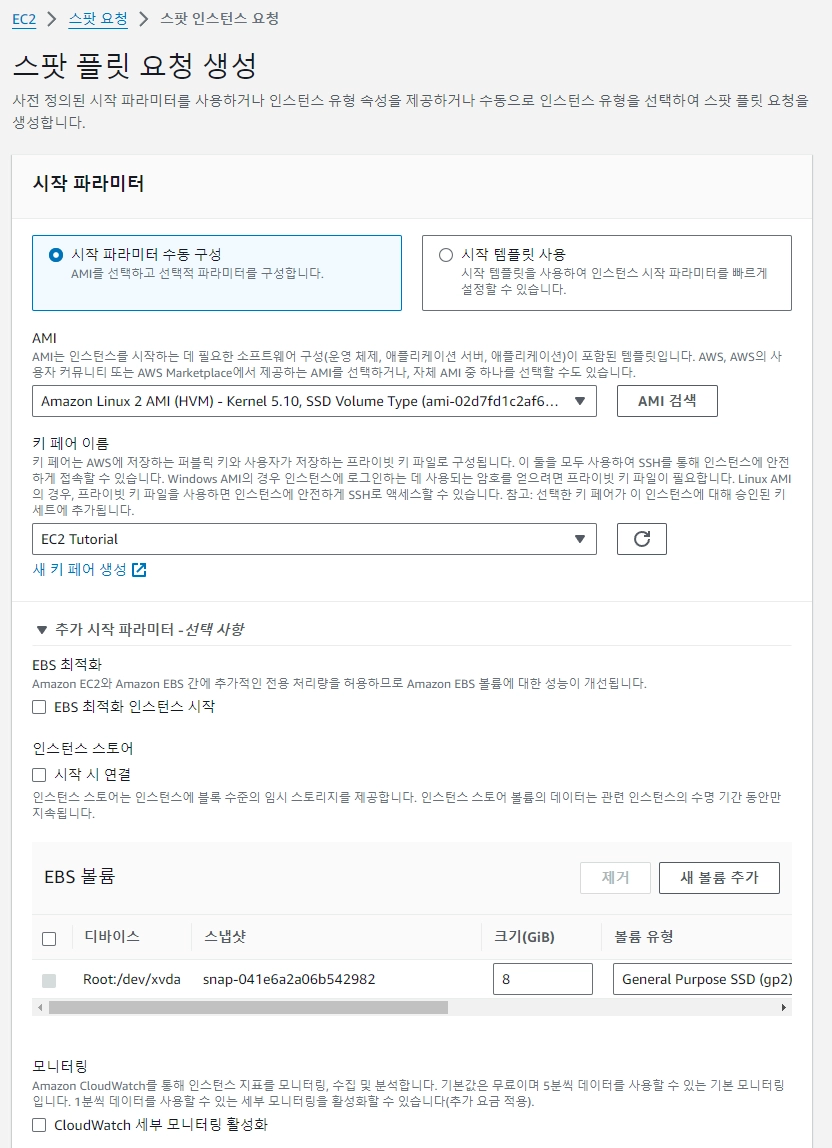 EC2 > 스팟 요청 > 스팟 인스턴스 요청
스팟 플릿 요청 생성
사전 정의된 시작 파라미터를 사용하거나 인스턴스 유형 속성을 제공하거나 수동으로 인스턴스 유형을 선택하여 스팟 플릿 요청을
생성합니다.
시작 파라미터
시작 파라미터 수동 구성
AMI를 선택하고 선택적 파라미터를 구성합니다.
시작 템플릿 사용
시작 템플릿을 사용하여 인스턴스 시작 파라미터를 빠르게
설정할 수 있습니다.
AMI
AMI는 인스턴스를 시작하는 데 필요한 소프트웨어 구성(운영 체제, 애플리케이션 서버, 애플리케이션)이 포함된 템플릿입니다. AWS, AWS의 사
용자 커뮤니티 또는 AWS Marketplace에서 제공하는 AMI를 선택하거나, 자체 AMI 중 하나를 선택할 수도 있습니다.
Amazon Linux 2 AMI (HVM) - Kernel 5.10, SSD Volume Type (ami-02d7fd1c2af6...
AMI 검색
키 페어 이름
키 페어는 AWS에 저장하는 퍼블릭 키와 사용자가 저장하는 프라이빗 키 파일로 구성됩니다. 이 둘을 모두 사용하여 SSH를 통해 인스턴스에 안전
하게 접속할 수 있습니다. Windows AMI의 경우 인스턴스에 로그인하는 데 사용되는 암호를 얻으려면 프라이빗 키 파일이 필요합니다. Linux AMI
의 경우, 프라이빗 키 파일을 사용하면 인스턴스에 안전하게 SSH로 액세스할 수 있습니다. 참고: 선택한 키 페어가 이 인스턴스에 대해 승인된 키
세트에 추가됩니다.
EC2 Tutorial
새 키 페어 생성
추가 시작 파라미터 -선택 사항
EBS 최적화
Amazon EC2와 Amazon EBS 간에 추가적인 전용 처리량을 허용하므로 Amazon EBS 볼륨에 대한 성능이 개선됩니다.
EBS 최적화 인스턴스 시작
인스턴스 스토어
시작 시 연결
인스턴스 스토어는 인스턴스에 블록 수준의 임시 스토리지를 제공합니다. 인스턴스 스토어 볼륨의 데이터는 관련 인스턴스의 수명 기간 동안만
지속됩니다.
EBS 볼륨
제거
새 볼륨 추가
디바이스 스냅샷 크기(GiB) 볼륨 유형
Root:/dev/xvda snap-041e6a2a06b542982 8 General Purpose SSD (gp2)
모니터링
Amazon CloudWatch를 통해 인스턴스 지표를 모니터링, 수집 및 분석합니다. 기본값은 무료이며 5분씩 데이터를 사용할 수 있는 기본 모니터링
입니다. 1분씩 데이터를 사용할 수 있는 세부 모니터링을 활성화할 수 있습니다(추가 요금 적용).
CloudWatch 세부 모니터링 활성화